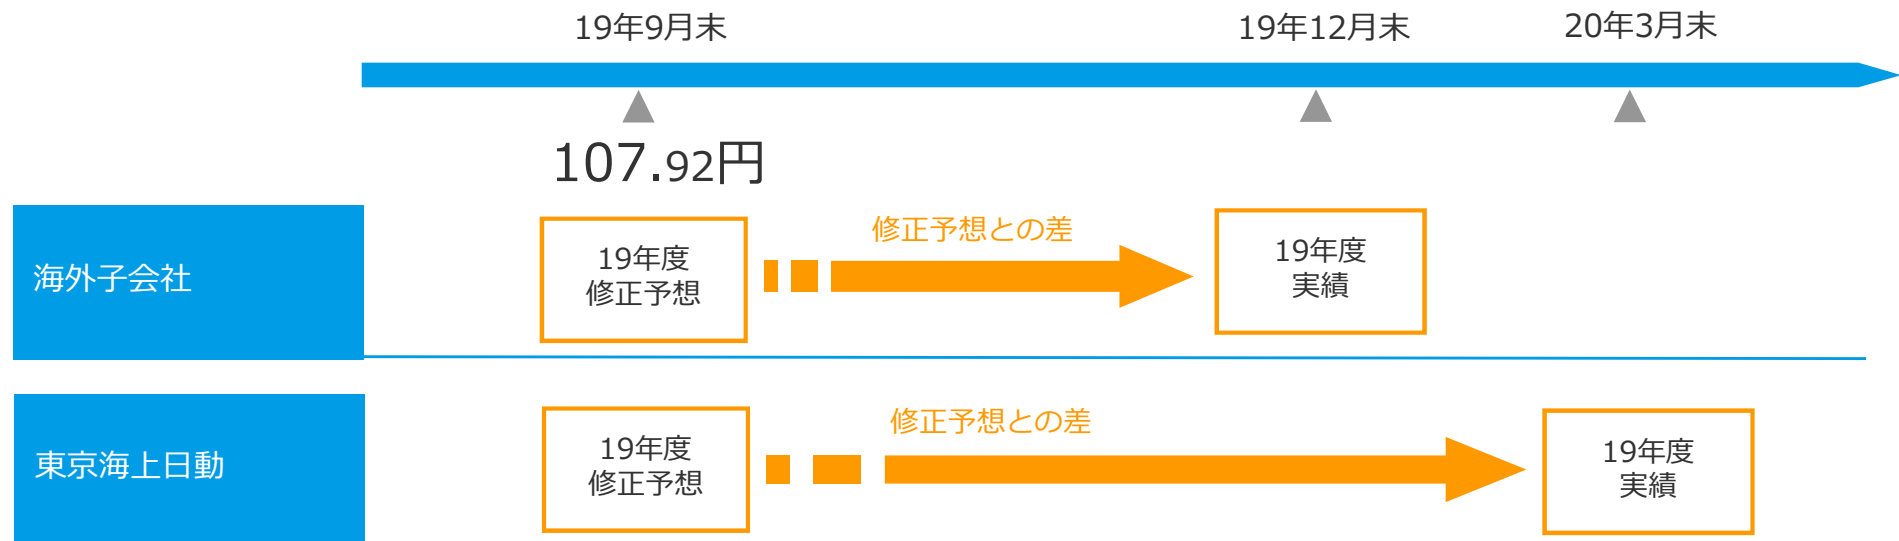 19年9月末
19年12月末
20年3月末
107.92円
海外子会社
19年度
修正予想
修正予想との差
19年度
実績
東京海上日動
19年度
修正予想
修正予想との差
19年度
実績